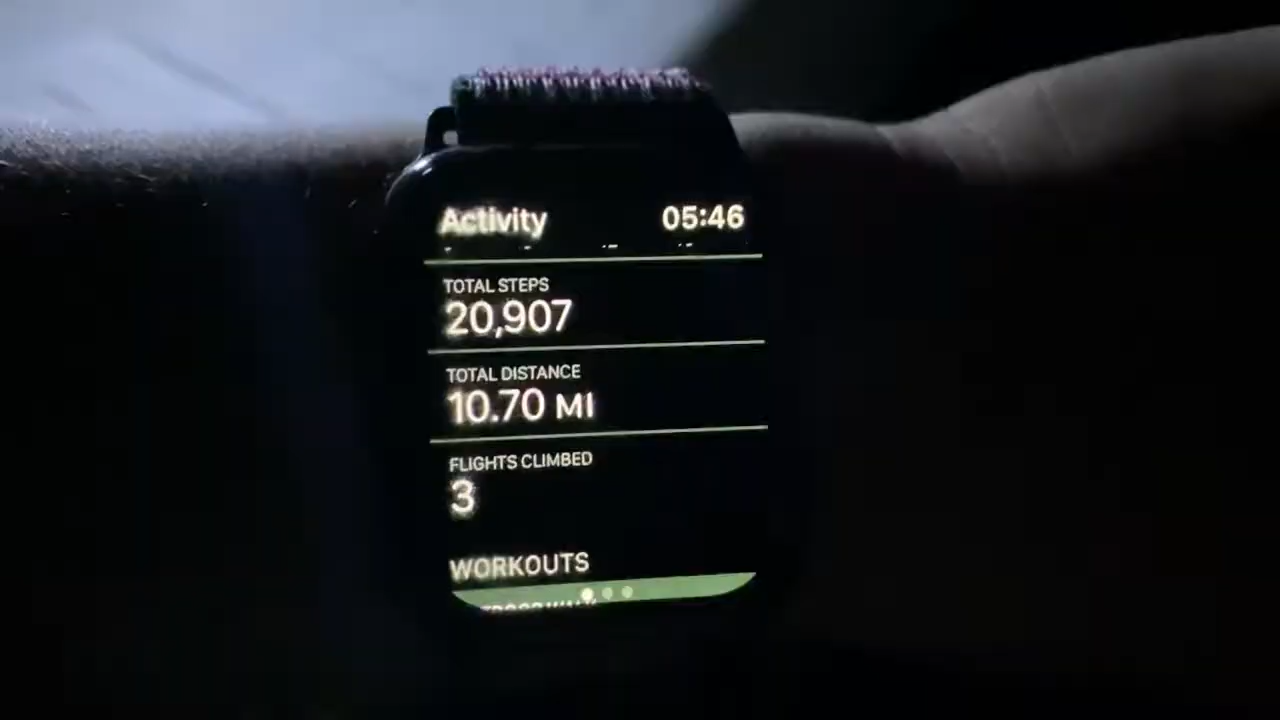 Activity 05:46
TOTAL STEPS
20,907
TOTAL DISTANCE
10.70 MI
FLIGHTS CLIMBED
3
WORKOUTS